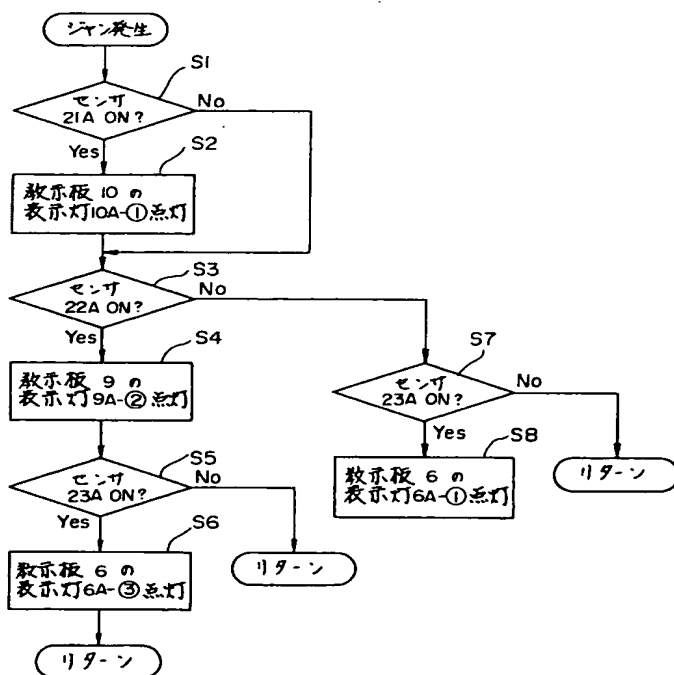 ジャン発生
S1
センサ
21A ON?
No
Yes
S2
教示板 10 の
表示灯10A-①点灯
S3
センサ
22A ON?
No
Yes
S4
教示板 9 の
表示灯9A-②点灯
S5
センサ
23A ON?
No
Yes
S6
教示板 6 の
表示灯6A-③点灯
リターン
リターン
S7
センサ
23A ON?
No
Yes
S8
教示板 6 の
表示灯6A-①点灯
リターン